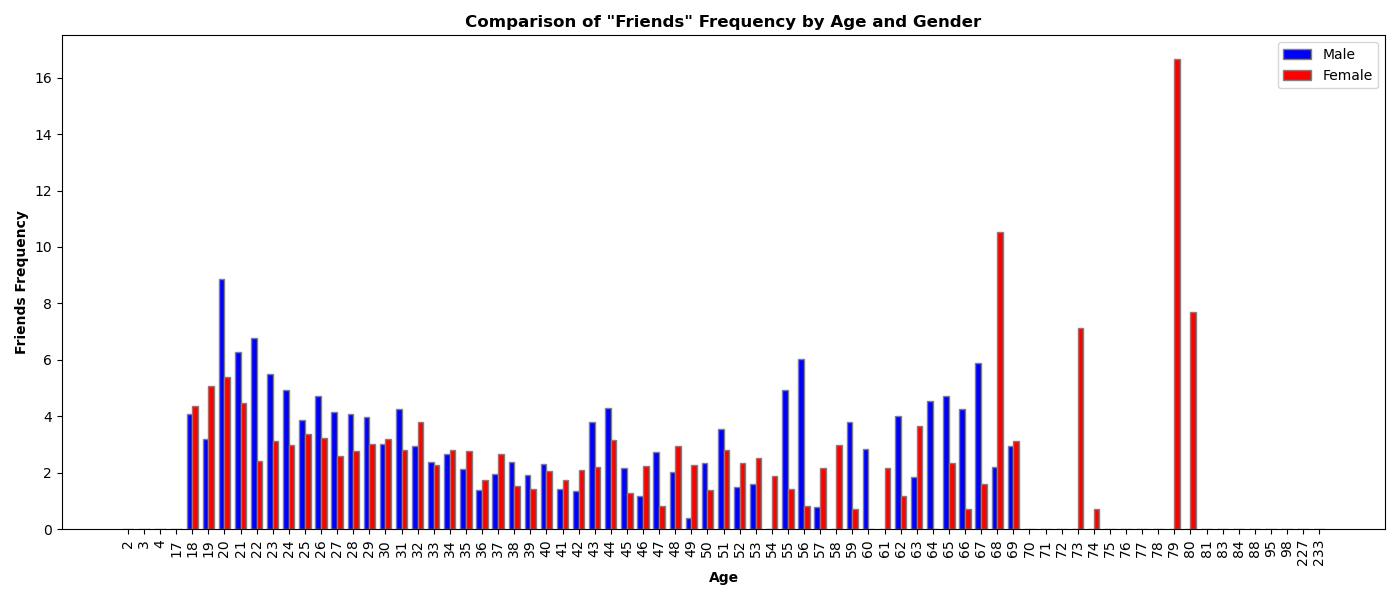 Comparison of "Friends" Frequency by Age and Gender
Male
Female
Friends Frequency
16
14
12
10
8
6
4
2
0
2 3 4 17 18 19 20 21 22 23 24 25 26 27 28 29 30 31 32 33 34 35 36 37 38 39 40 41 42 43 44 45 46 47 48 49 50 51 52 53 54 55 56 57 58 59 60 61 62 63 64 65 66 67 68 69 70 71 72 73 74 75 76 77 78 79 80 81 83 84 88 95 98 227 233
Age